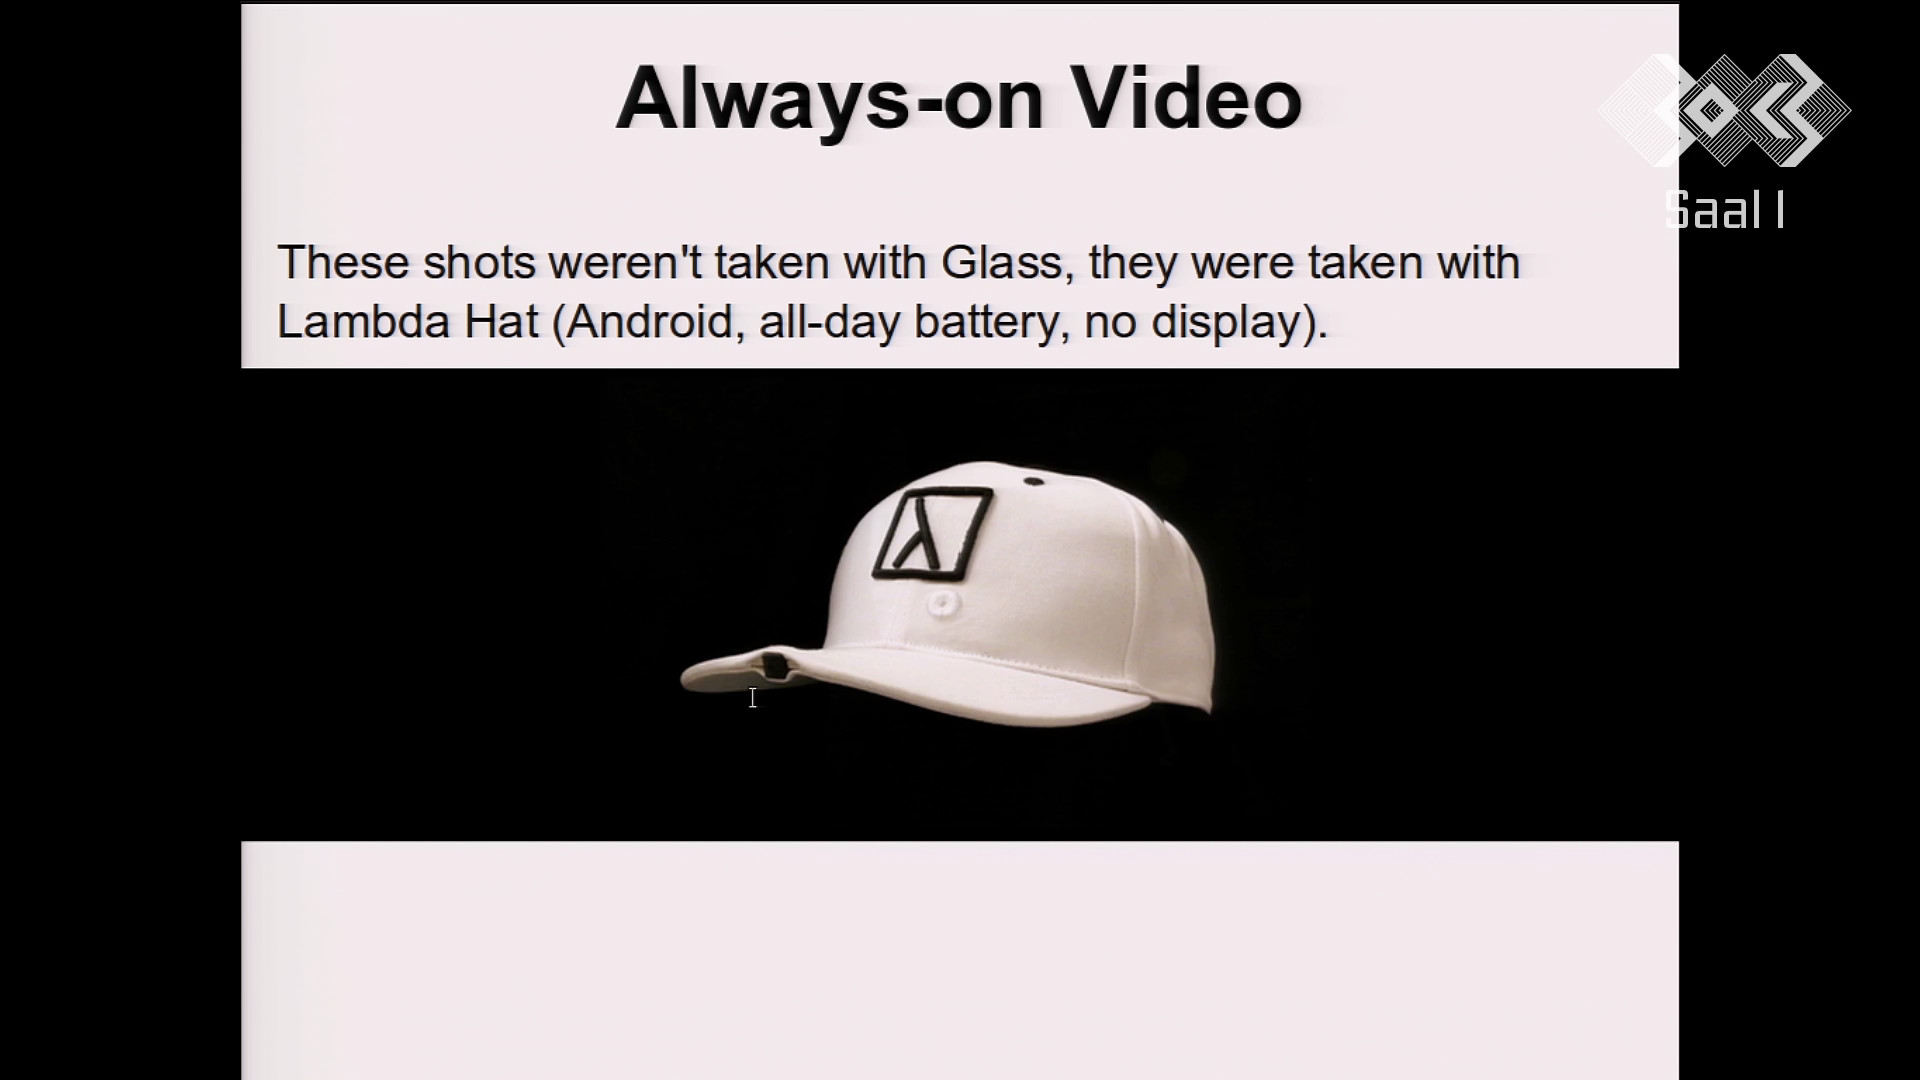 Always-on Video
Saal 1
These shots weren't taken with Glass, they were taken with
Lambda Hat (Android, all-day battery, no display).
λ